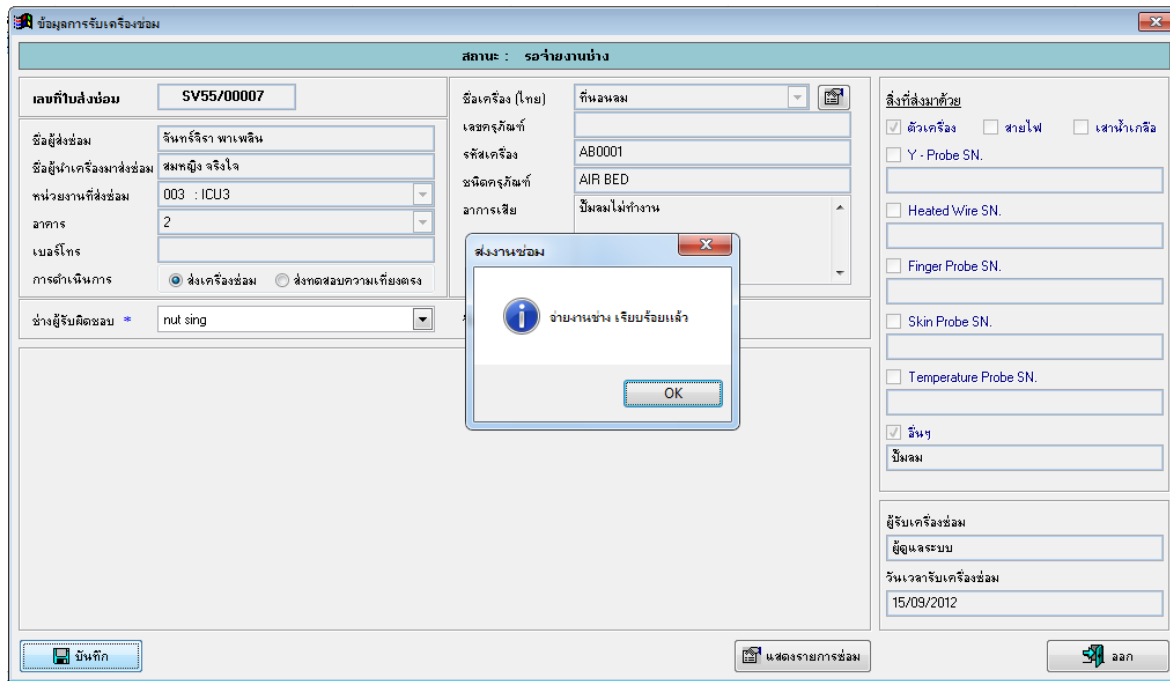 ข้อมูลการรับเครื่องซ่อม
สถานะ : รอจ่ายงานช่าง
เลขที่ใบส่งซ่อม SV55/00007
ชื่อผู้ส่งซ่อม จันทร์จิรา พาเพลิน
ชื่อผู้นำเครื่องมาส่งซ่อม สมหญิง จริงใจ
หน่วยงานที่ส่งซ่อม 003 : ICU3
อาคาร 2
เบอร์โทร
การดำเนินการ ส่งเครื่องซ่อม ส่งทดสอบความเที่ยงตรง
ช่างผู้รับผิดชอบ * nut sing
ชื่อเครื่อง (ไทย) ที่นอนลม
เลขครุภัณฑ์
รหัสเครื่อง AB0001
ชนิดครุภัณฑ์ AIR BED
อาการเสีย ปั๊มลมไม่ทำงาน
ส่งงานซ่อม
จ่ายงานช่าง เรียบร้อยแล้ว
OK
สิ่งที่ส่งมาด้วย
ตัวเครื่อง สายไฟ เสาน้ำเกลือ
Y - Probe SN.
Heated Wire SN.
Finger Probe SN.
Skin Probe SN.
Temperature Probe SN.
อื่นๆ
ปั๊มลม
ผู้รับเครื่องซ่อม
ผู้ดูแลระบบ
วันเวลารับเครื่องซ่อม
15/09/2012
บันทึก แสดงรายการซ่อม ออก